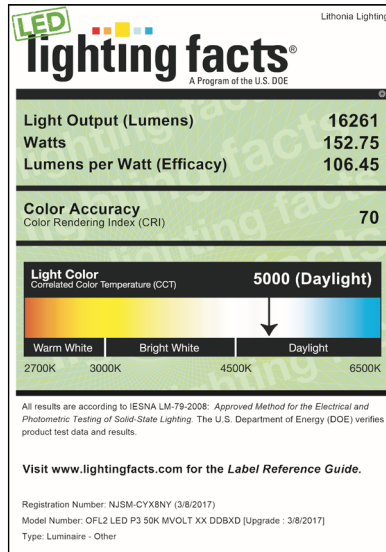 LED
Lithonia Lighting
lighting facts®
A Program of the U.S. DOE
Light Output (Lumens) 16261
Watts 152.75
Lumens per Watt (Efficacy) 106.45
Color Accuracy 70
Color Rendering Index (CRI)
Light Color 5000 (Daylight)
Correlated Color Temperature (CCT)
Warm White Bright White Daylight
2700K 3000K 4500K 6500K
All results are according to IESNA LM-79-2008: Approved Method for the Electrical and
Photometric Testing of Solid-State Lighting. The U.S. Department of Energy (DOE) verifies
product test data and results.
Visit www.lightingfacts.com for the Label Reference Guide.
Registration Number: NJSM-CYX8NY (3/8/2017)
Model Number: OFL2 LED P3 50K MVOLT XX DDBXD [Upgrade : 3/8/2017]
Type: Luminaire - Other